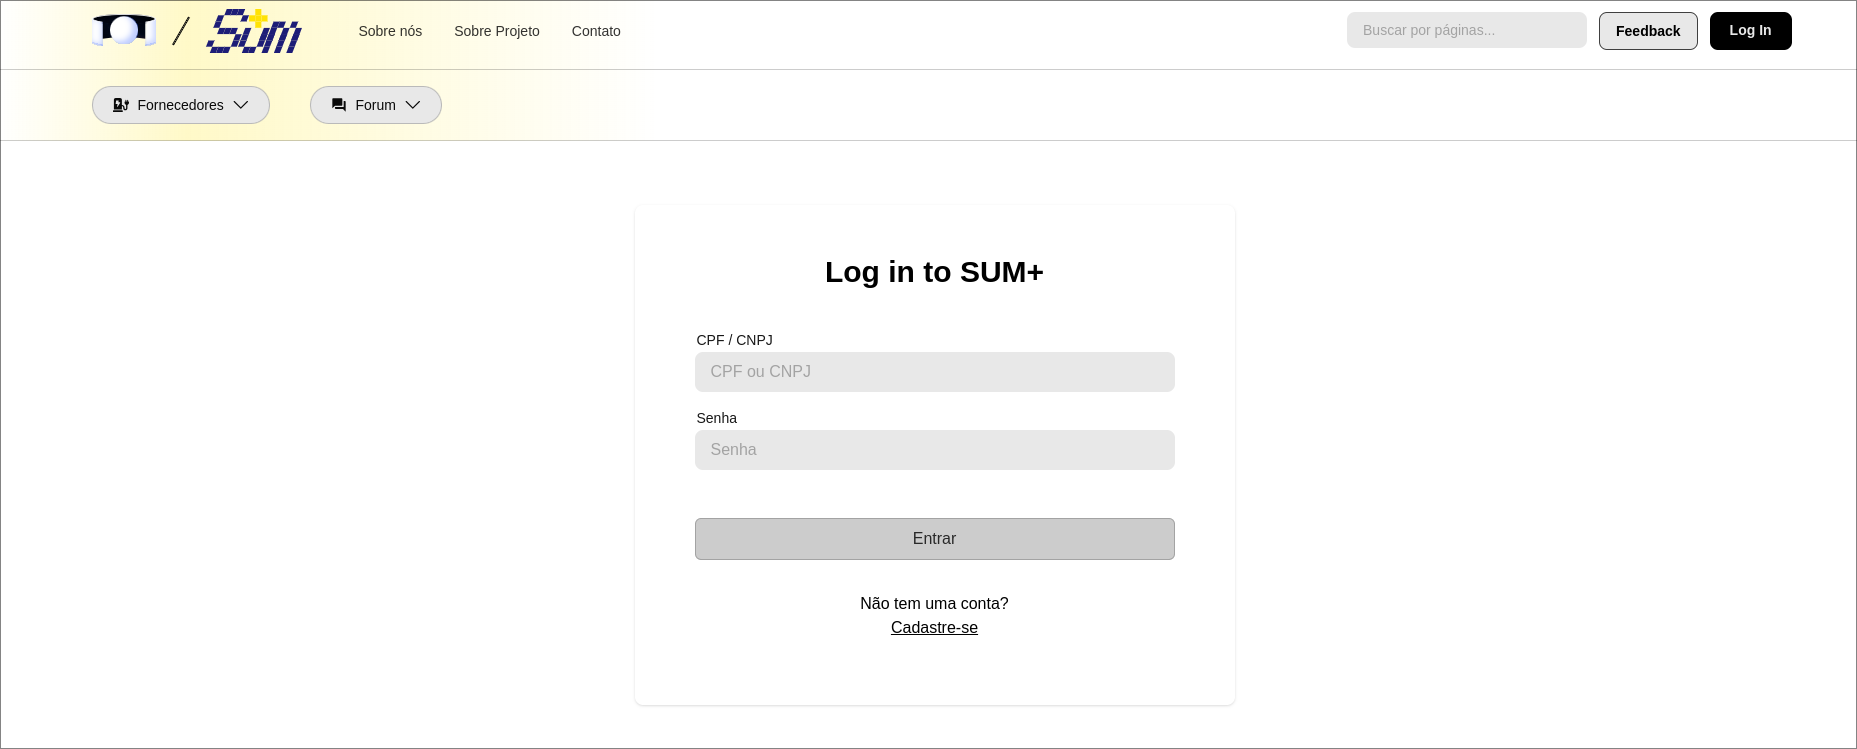 / Sum+ Sobre nós Sobre Projeto Contato Buscar por páginas... Feedback Log In
Fornecedores Forum
Log in to SUM+
CPF / CNPJ
CPF ou CNPJ
Senha
Senha
Entrar
Não tem uma conta?
Cadastre-se